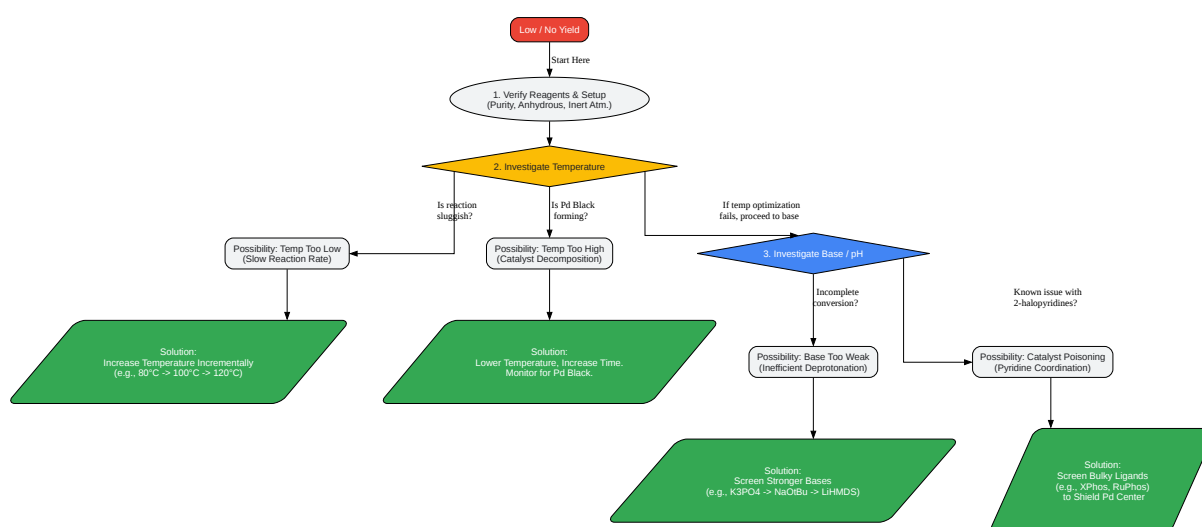 Low / No Yield
Start Here
1. Verify Reagents & Setup
(Purity, Anhydrous, Inert Atm.)
2. Investigate Temperature
Is reaction
sluggish?
Is Pd Black
forming?
If temp optimization
fails, proceed to base
Possibility: Temp Too Low
(Slow Reaction Rate)
Possibility: Temp Too High
(Catalyst Decomposition)
3. Investigate Base / pH
Incomplete
conversion?
Known issue with
2-halopyridines?
Solution:
Increase Temperature Incrementally
(e.g., 80°C -> 100°C -> 120°C)
Solution:
Lower Temperature, Increase Time.
Monitor for Pd Black.
Possibility: Base Too Weak
(Inefficient Deprotonation)
Possibility: Catalyst Poisoning
(Pyridine Coordination)
Solution:
Screen Stronger Bases
(e.g., K3PO4 -> NaOtBu -> LiHMDS)
Solution:
Screen Bulky Ligands
(e.g., XPhos, RuPhos)
to Shield Pd Center